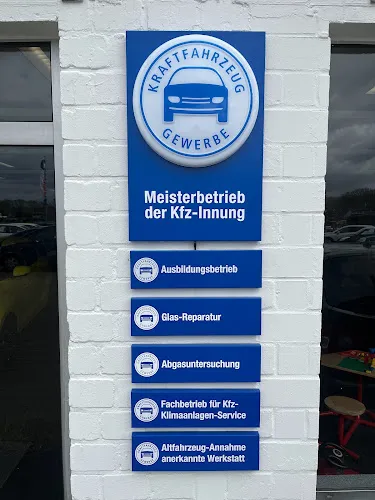 KRAFTFAHRZEUG
GEWERBE
Meisterbetrieb
der Kfz-Innung
Ausbildungsbetrieb
Glas-Reparatur
Abgasuntersuchung
Fachbetrieb für Kfz-
Klimaanlagen-Service
Altfahrzeug-Annahme
anerkannte Werkstatt